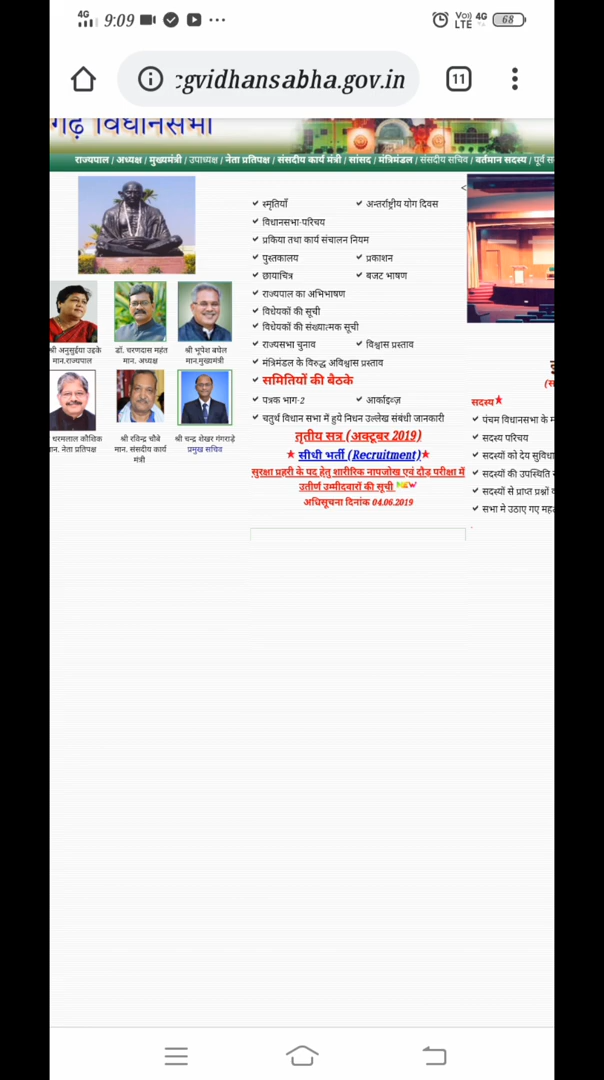 4G 9:09 Vo)) LTE 4G 68
cgvidhansabha.gov.in 11
गढ़ विधानसभा
राज्यपाल / अध्यक्ष / मुख्यमंत्री / उपाध्यक्ष / नेता प्रतिपक्ष / संसदीय कार्य मंत्री / सांसद / मंत्रिमंडल / संसदीय सचिव / वर्तमान सदस्य / पूर्व स
<
स्मृतियाँ अन्तर्राष्ट्रीय योग दिवस
विधानसभा-परिचय
प्रकिया तथा कार्य संचालन नियम
पुस्तकालय प्रकाशन
छायाचित्र बजट भाषण
राज्यपाल का अभिभाषण
विधेयकों की सूची
विधेयकों की संख्यात्मक सूची
राज्यसभा चुनाव विश्वास प्रस्ताव
मंत्रिमंडल के विरुद्ध अविश्वास प्रस्ताव
समितियों की बैठके
पत्रक भाग-2 आर्काइव्ज़
चतुर्थ विधान सभा में हुये निधन उल्लेख संबंधी जानकारी
तृतीय सत्र (अक्टूबर 2019)
सीधी भर्ती (Recruitment)
सुरक्षा प्रहरी के पद हेतु शारीरिक नापजोख एवं दौड़ परीक्षा में
उतीर्ण उम्मीदवारों की सूची
अधिसूचना दिनांक 04.06.2019
श्री अनुसुईया उइके
मान.राज्यपाल
डॉ. चरणदास महंत
मान. अध्यक्ष
श्री भूपेश बघेल
मान.मुख्यमंत्री
धरमलाल कौशिक
ान. नेता प्रतिपक्ष
श्री रविन्द्र चौबे
मान. संसदीय कार्य
मंत्री
श्री चन्द्र शेखर गंगराड़े
प्रमुख सचिव
(स
सदस्य
पंचम विधानसभा के म
सदस्य परिचय
सदस्यों को देय सुविधा
सदस्यों की उपस्थिति
सदस्यों से प्राप्त प्रश्नों
सभा मे उठाए गए मह